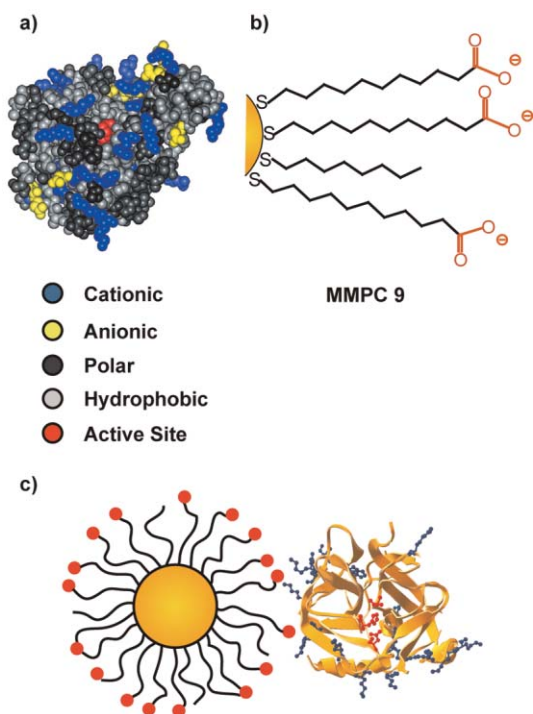 a)
b)
O
O
⊖
S
O
O
⊖
S
S
S
O
O
⊖
MMPC 9
Cationic
Anionic
Polar
Hydrophobic
Active Site
c)